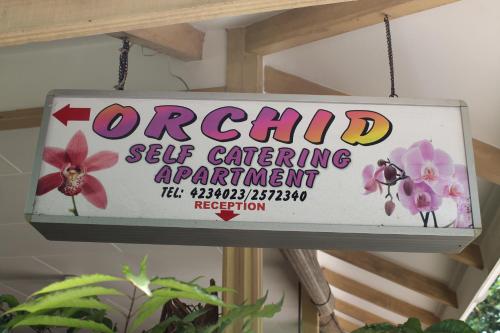 ORCHID
SELF CATERING
APARTMENT
TEL: 4234023/2572340
RECEPTION